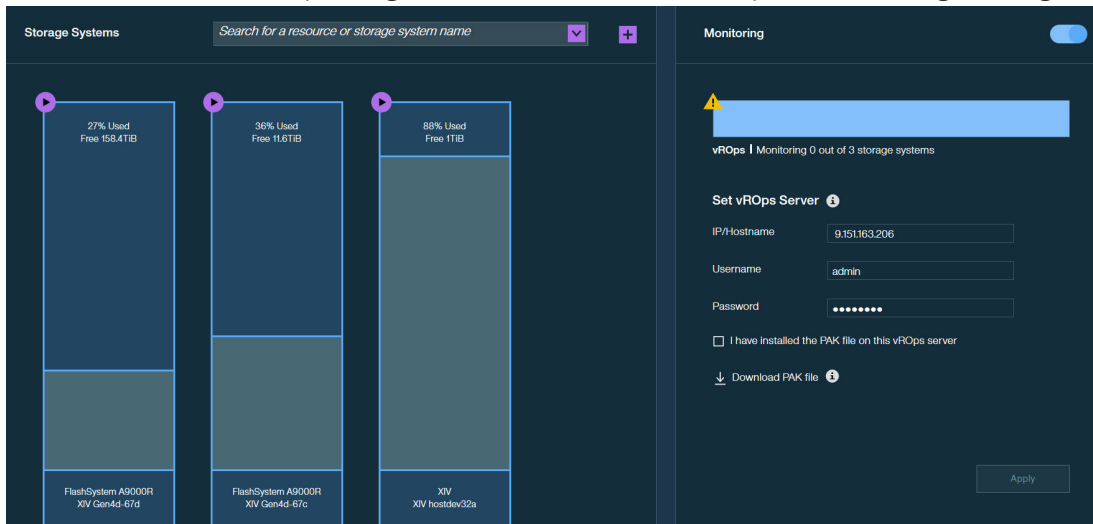 Storage Systems
Search for a resource or storage system name
27% Used
Free 158.4TiB
36% Used
Free 11.6TiB
88% Used
Free 1TiB
FlashSystem A9000R
XIV Gen4d-67d
FlashSystem A9000R
XIV Gen4d-67c
XIV
XIV hostdev32a
Monitoring
vROps | Monitoring 0 out of 3 storage systems
Set vROps Server
IP/Hostname
9.151.163.206
Username
admin
Password
••••••••
I have installed the PAK file on this vROps server
Download PAK file
Apply